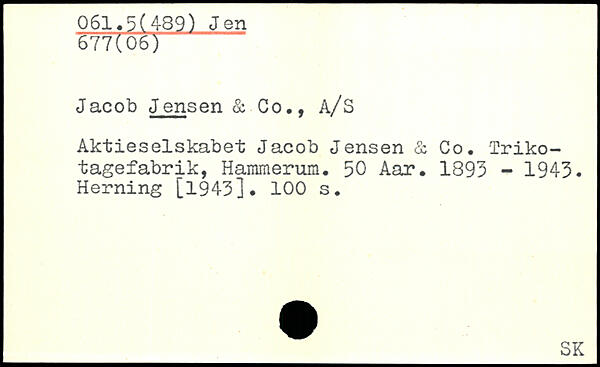 061.5(489) Jen
677(06)
Jacob Jensen & Co., A/S
Aktieselskabet Jacob Jensen & Co. Triko-
tagefabrik, Hammerum. 50 Aar. 1893 - 1943.
Herning [1943]. 100 s.
SK